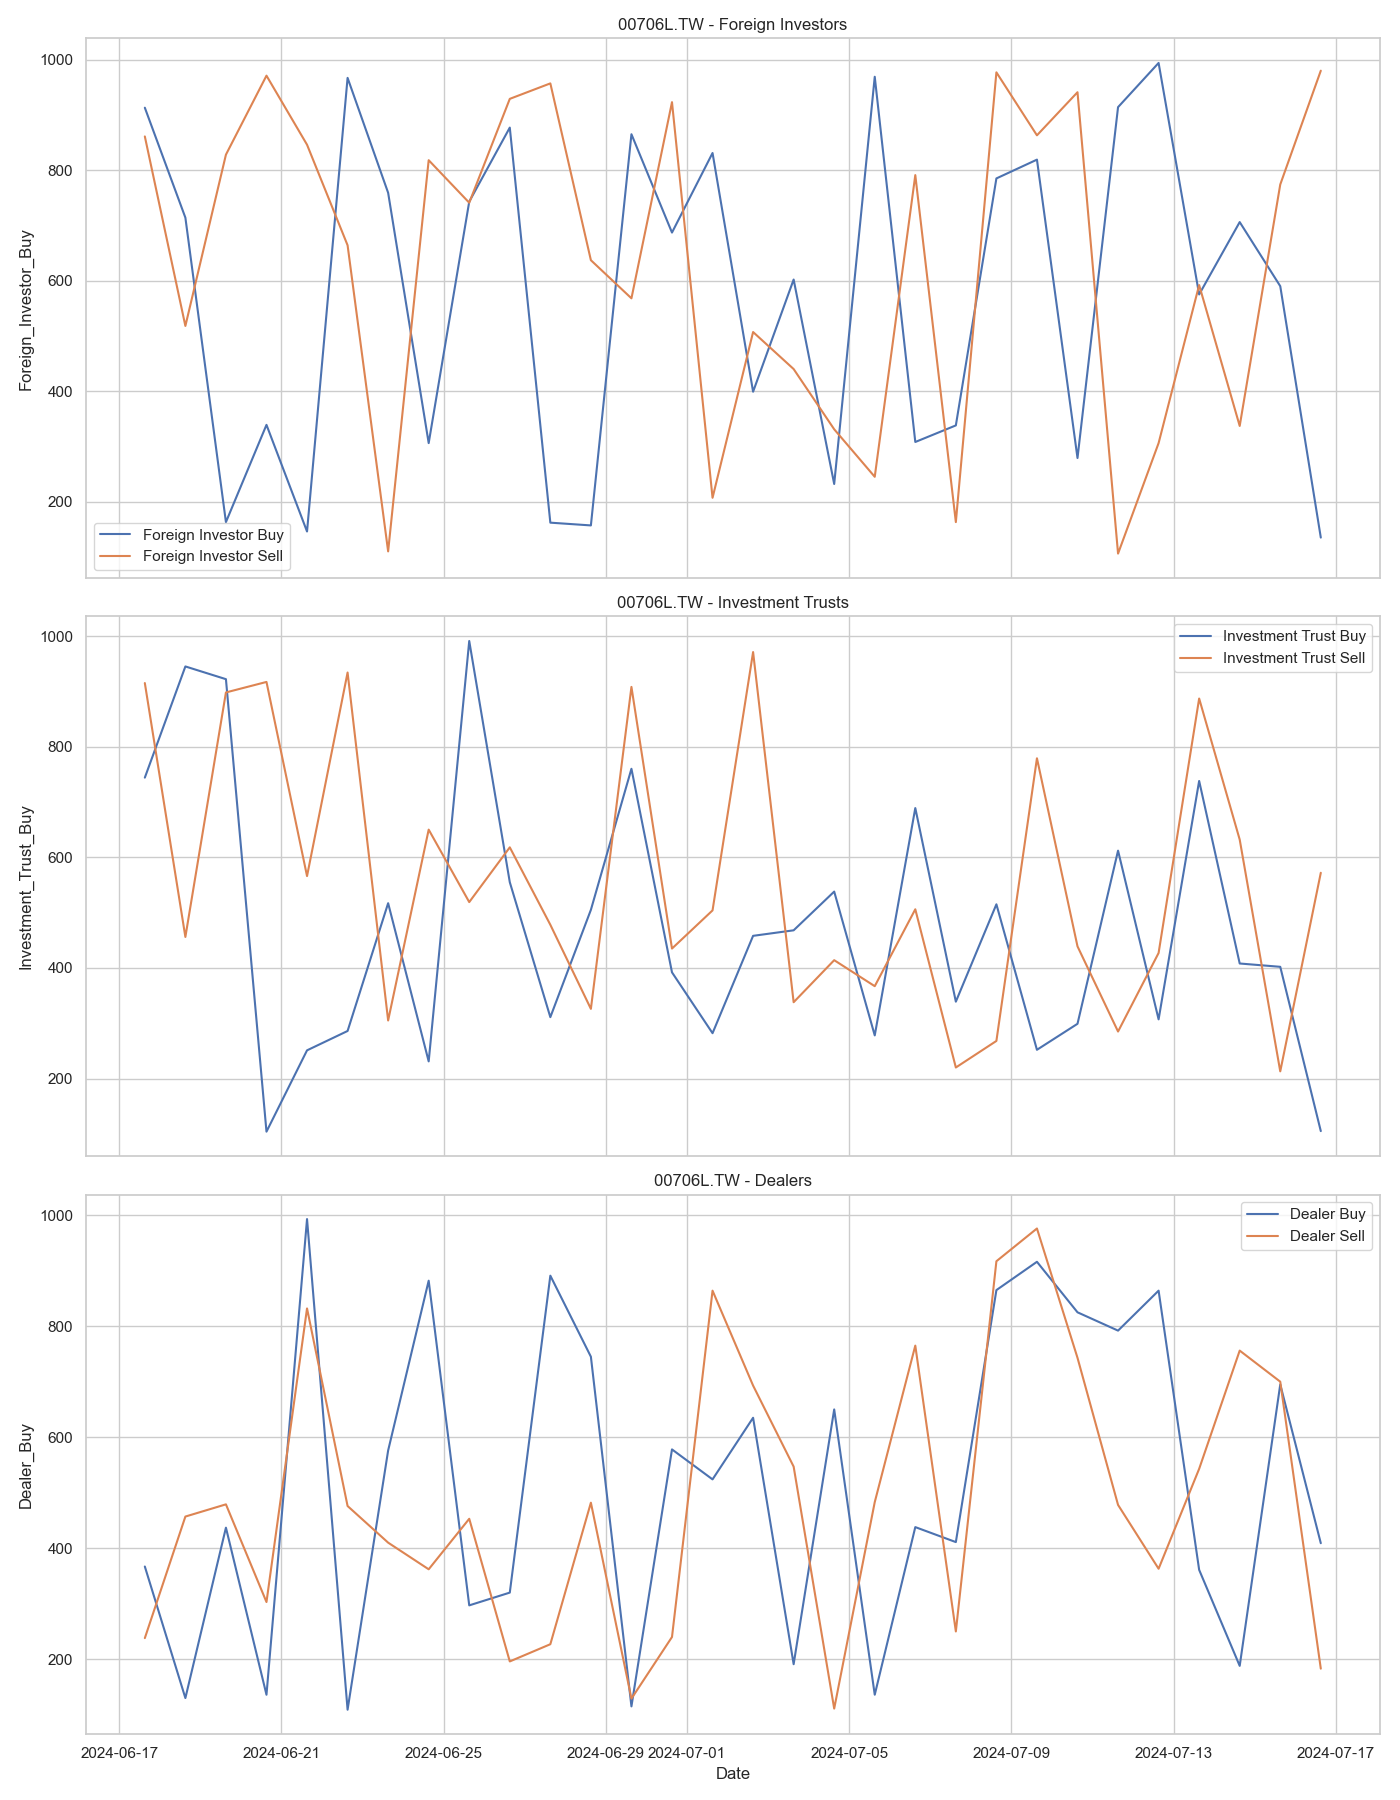 00706L.TW - Foreign Investors
Foreign_Investor_Buy
1000
800
600
400
200
Foreign Investor Buy
Foreign Investor Sell
00706L.TW - Investment Trusts
Investment_Trust_Buy
1000
800
600
400
200
Investment Trust Buy
Investment Trust Sell
00706L.TW - Dealers
Dealer_Buy
1000
800
600
400
200
Dealer Buy
Dealer Sell
2024-06-17 2024-06-21 2024-06-25 2024-06-29 2024-07-01 2024-07-05 2024-07-09 2024-07-13 2024-07-17
Date